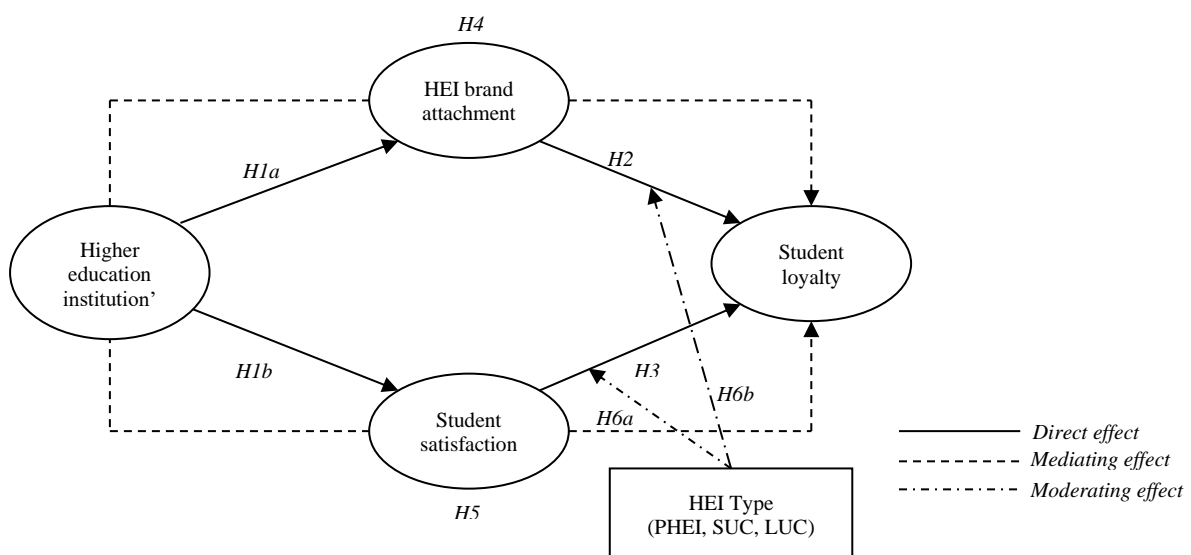 H4
HEI brand
attachment
H1a
H2
Higher
education
institution’
Student
loyalty
H1b
H3
H6b
Student
satisfaction
H6a
Direct effect
Mediating effect
Moderating effect
HEI Type
(PHEI, SUC, LUC)
H5